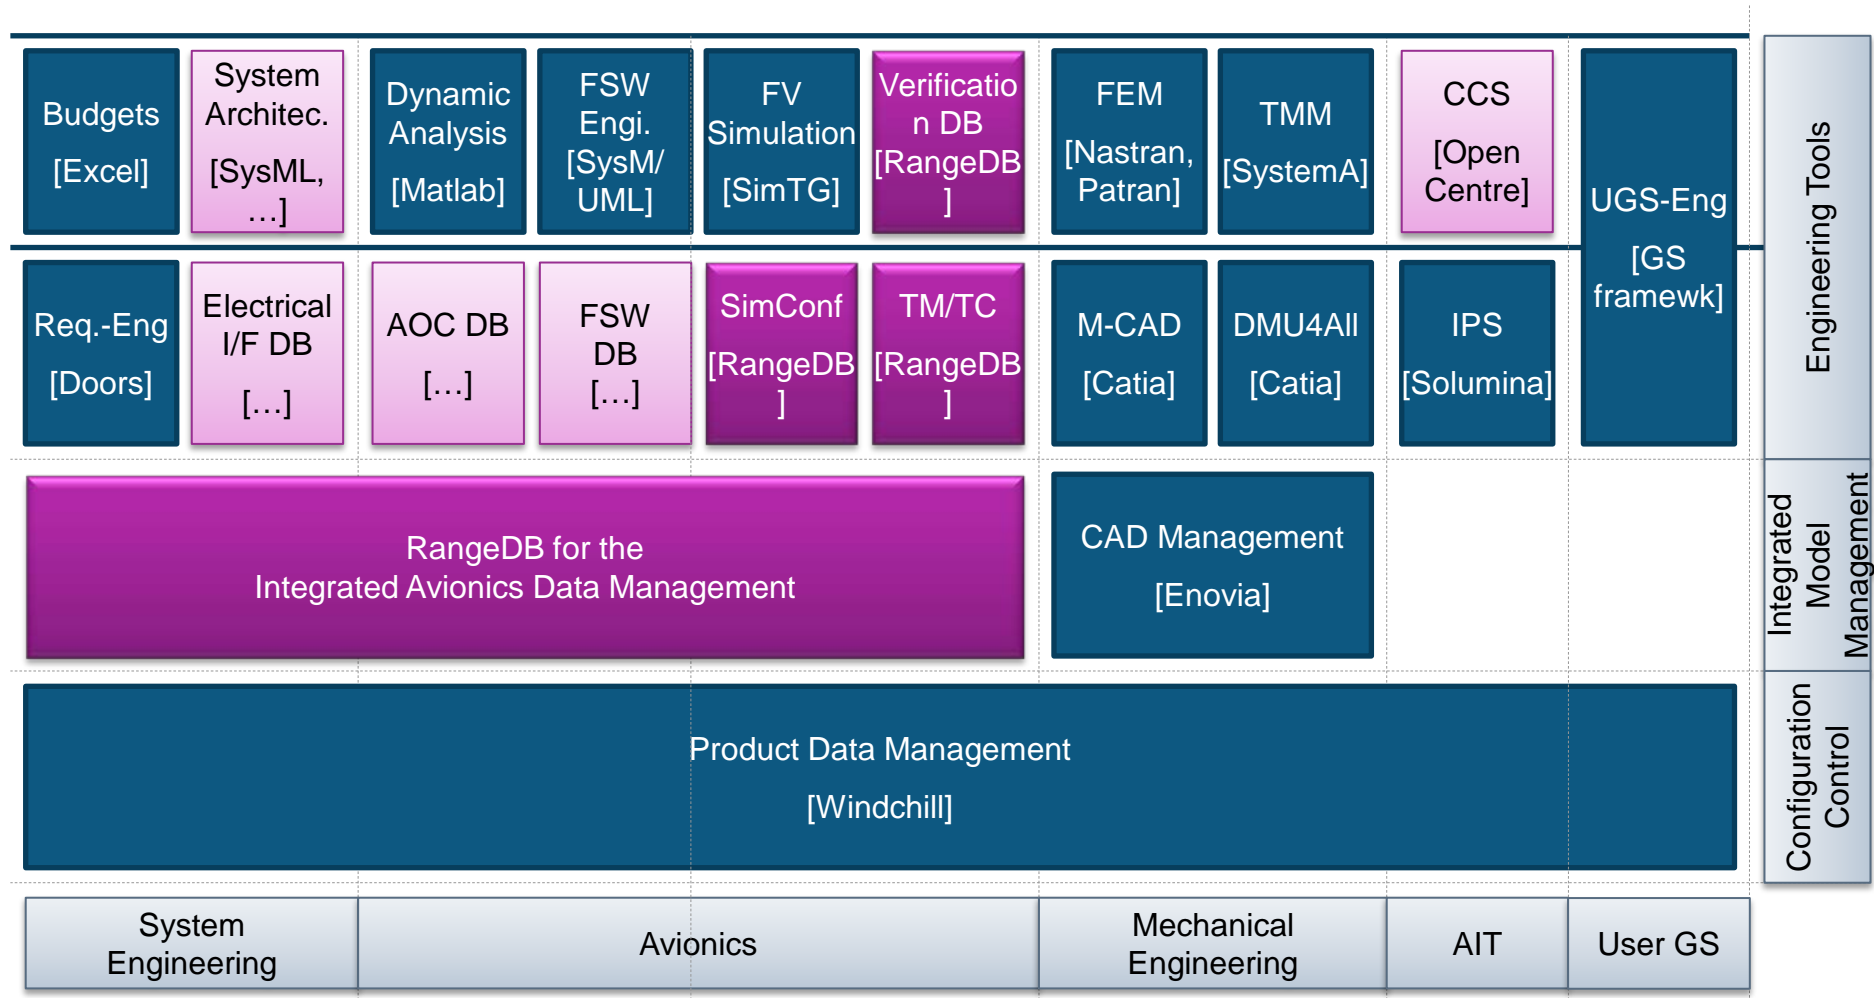 Budgets
[Excel]
System
Architec.
[SysML,
…]
Dynamic
Analysis
[Matlab]
FSW
Engi.
[SysM/
UML]
FV
Simulation
[SimTG]
Verificatio
n DB
[RangeDB
]
FEM
[Nastran,
Patran]
TMM
[SystemA]
CCS
[Open
Centre]
UGS-Eng
[GS
framewk]
Engineering Tools
Req.-Eng
[Doors]
Electrical
I/F DB
[…]
AOC DB
[…]
FSW
DB
[…]
SimConf
[RangeDB
]
TM/TC
[RangeDB
]
M-CAD
[Catia]
DMU4All
[Catia]
IPS
[Solumina]
RangeDB for the
Integrated Avionics Data Management
CAD Management
[Enovia]
Integrated
Model
Management
Product Data Management
[Windchill]
Configuration
Control
System
Engineering
Avionics
Mechanical
Engineering
AIT
User GS